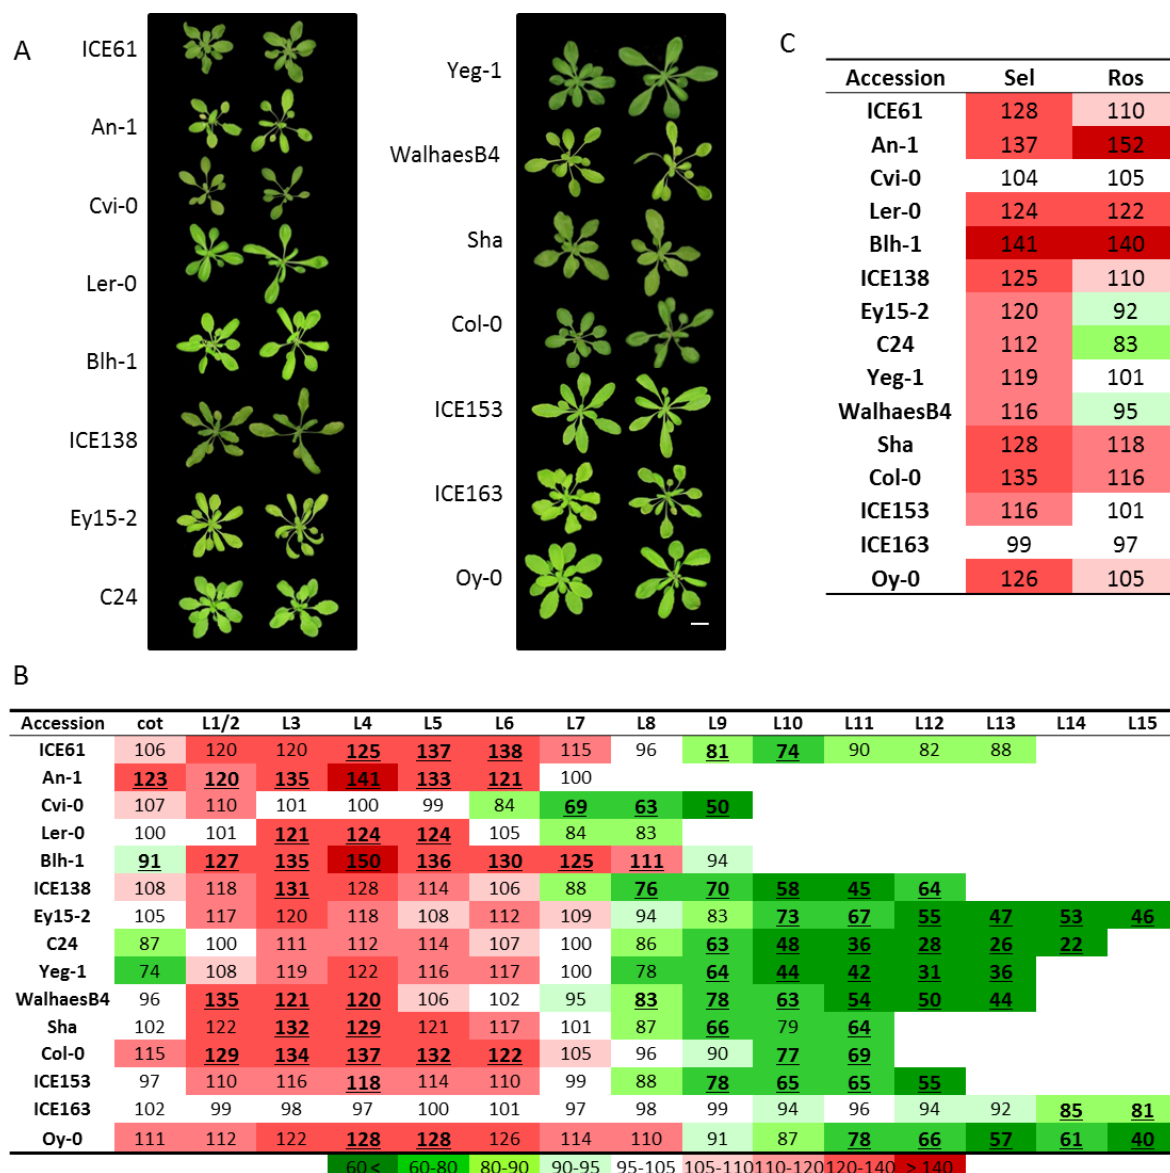 A
ICE61
An-1
Cvi-0
Ler-0
Blh-1
ICE138
Ey15-2
C24
Yeg-1
WalhaesB4
Sha
Col-0
ICE153
ICE163
Oy-0
C
Accession Sel Ros
ICE61 128 110
An-1 137 152
Cvi-0 104 105
Ler-0 124 122
Blh-1 141 140
ICE138 125 110
Ey15-2 120 92
C24 112 83
Yeg-1 119 101
WalhaesB4 116 95
Sha 128 118
Col-0 135 116
ICE153 116 101
ICE163 99 97
Oy-0 126 105
B
Accession cot L1/2 L3 L4 L5 L6 L7 L8 L9 L10 L11 L12 L13 L14 L15
ICE61 106 120 120 125 137 138 115 96 81 74 90 82 88
An-1 123 120 135 141 133 121 100
Cvi-0 107 110 101 100 99 84 69 63 50
Ler-0 100 101 121 124 124 105 84 83
Blh-1 91 127 135 150 136 130 125 111 94
ICE138 108 118 131 128 114 106 88 76 70 58 45 64
Ey15-2 105 117 120 118 108 112 109 94 83 73 67 55 47 53 46
C24 87 100 111 112 114 107 100 86 63 48 36 28 26 22
Yeg-1 74 108 119 122 116 117 100 78 64 44 42 31 36
WalhaesB4 96 135 121 120 106 102 95 83 78 63 54 50 44
Sha 102 122 132 129 121 117 101 87 66 79 64
Col-0 115 129 134 137 132 122 105 96 90 77 69
ICE153 97 110 116 118 114 110 99 88 78 65 65 55
ICE163 102 99 98 97 100 101 97 98 99 94 96 94 92 85 81
Oy-0 111 112 122 128 128 126 114 110 91 87 78 66 57 61 40
60 < 60-80 80-90 90-95 95-105 105-110 110-120 120-140 > 140